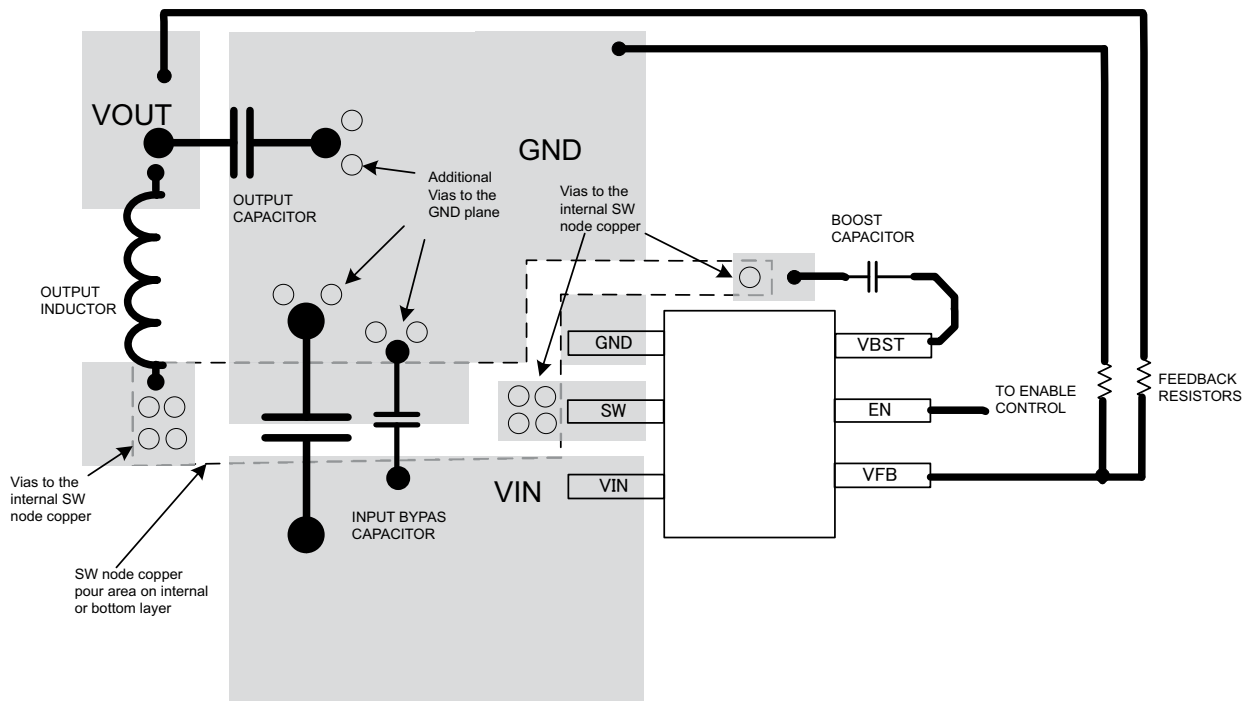 VOUT
GND
OUTPUT
CAPACITOR
Additional
Vias to the
GND plane
Vias to the
internal SW
node copper
BOOST
CAPACITOR
OUTPUT
INDUCTOR
GND
VBST
SW
EN
TO ENABLE
CONTROL
FEEDBACK
RESISTORS
VIN
VIN
VFB
Vias to the
internal SW
node copper
INPUT BYPAS
CAPACITOR
SW node copper
pour area on internal
or bottom layer